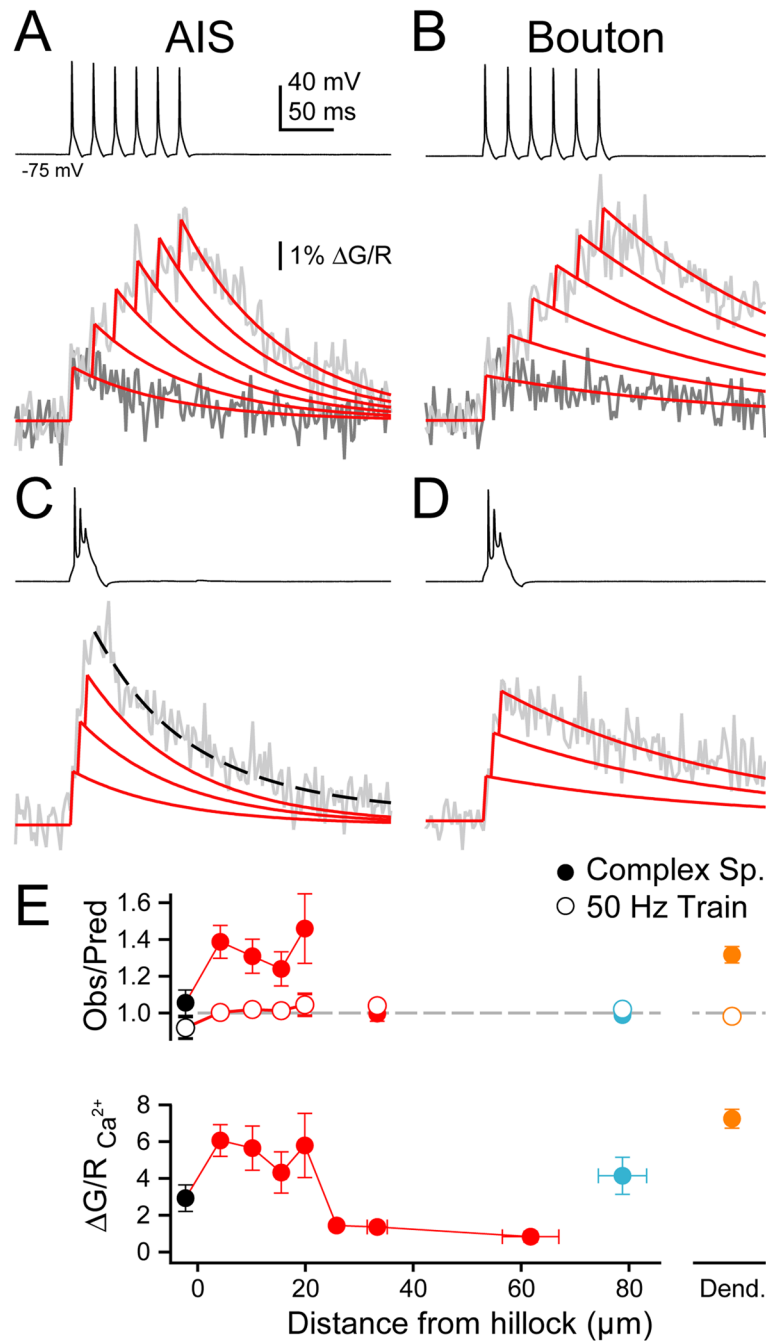 A AIS B Bouton
40 mV
50 ms
-75 mV
1% ΔG/R
C D
E
Complex Sp.
50 Hz Train
Obs/Pred
1.6
1.4
1.2
1.0
ΔG/R Ca²⁺
8
6
4
2
0
0 20 40 60 80 Dend.
Distance from hillock (μm)